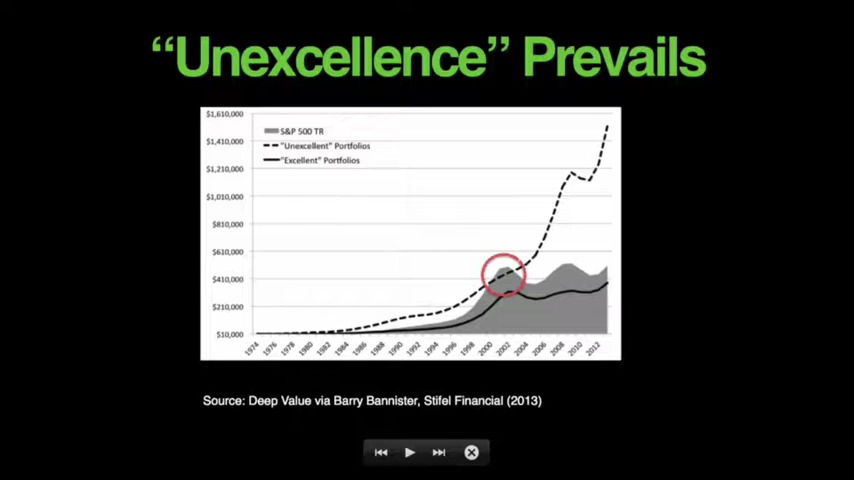 “Unexcellence” Prevails
$1,610,000
$1,410,000
$1,210,000
$1,010,000
$810,000
$610,000
$410,000
$210,000
$10,000
S&P 500 TR
"Unexcellent" Portfolios
"Excellent" Portfolios
1974 1976 1978 1980 1982 1984 1986 1988 1990 1992 1994 1996 1998 2000 2002 2004 2006 2008 2010 2012
Source: Deep Value via Barry Bannister, Stifel Financial (2013)